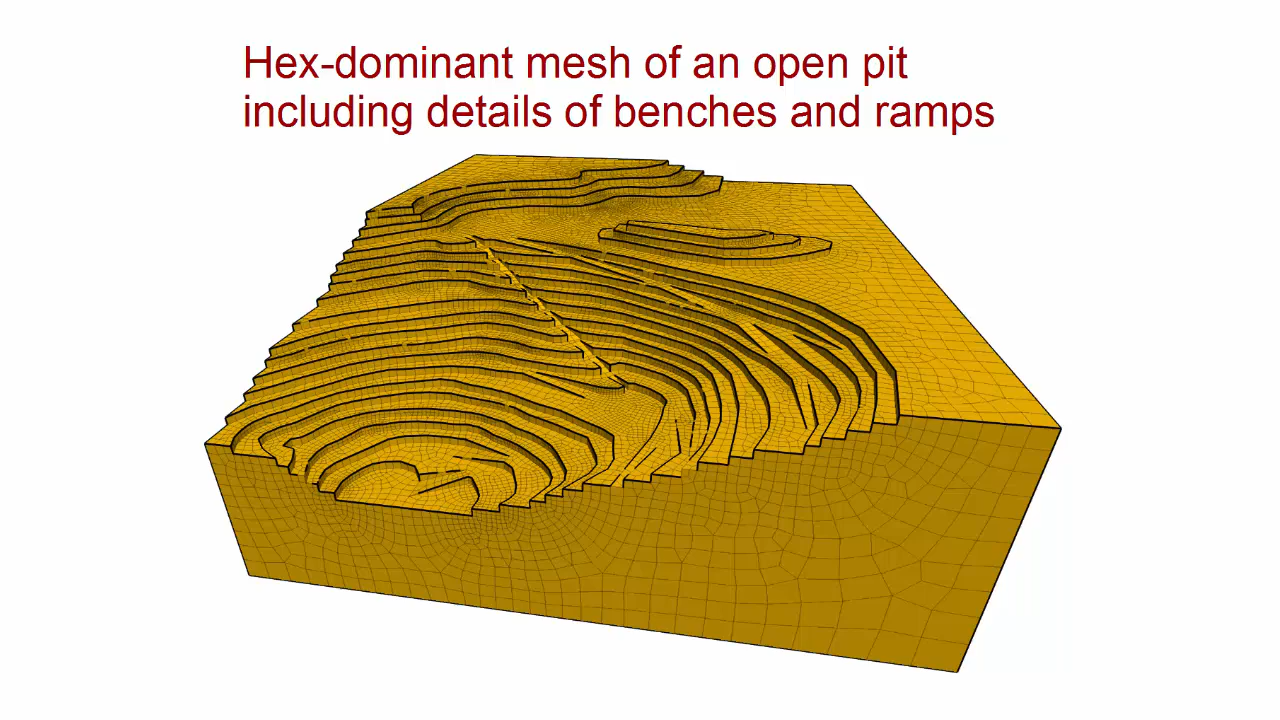 Hex-dominant mesh of an open pit
including details of benches and ramps